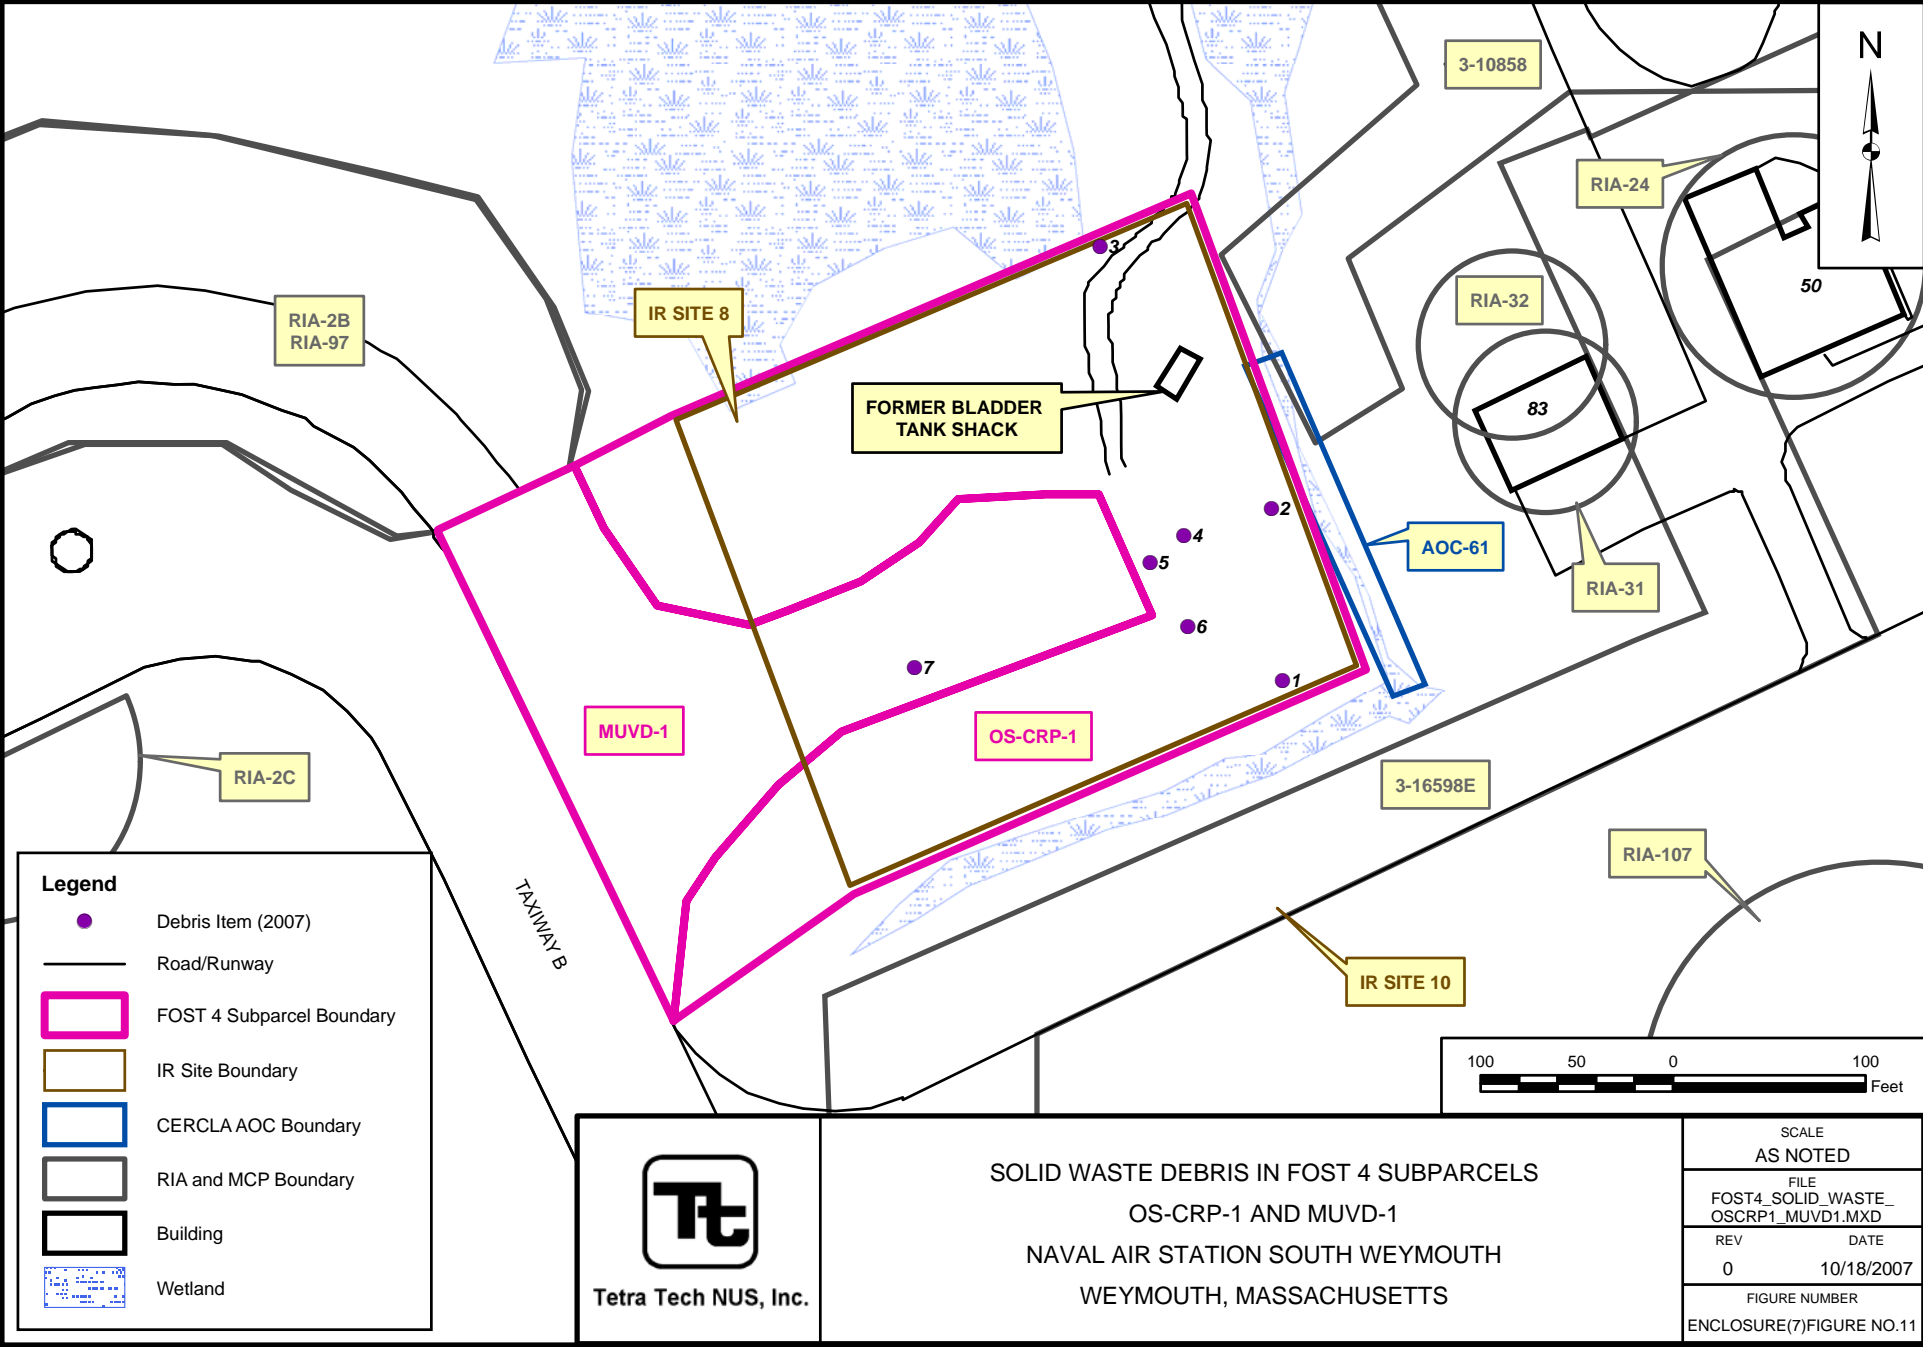 N
3-10858
RIA-24
50
RIA-32
83
RIA-31
RIA-2B
RIA-97
IR SITE 8
3
FORMER BLADDER
TANK SHACK
2
4
5
6
7
1
AOC-61
MUVD-1
OS-CRP-1
RIA-2C
3-16598E
RIA-107
IR SITE 10
TAXIWAY B
Legend
Debris Item (2007)
Road/Runway
FOST 4 Subparcel Boundary
IR Site Boundary
CERCLA AOC Boundary
RIA and MCP Boundary
Building
Wetland
100 50 0 100
Feet
Tt
Tetra Tech NUS, Inc.
SOLID WASTE DEBRIS IN FOST 4 SUBPARCELS
OS-CRP-1 AND MUVD-1
NAVAL AIR STATION SOUTH WEYMOUTH
WEYMOUTH, MASSACHUSETTS
SCALE
AS NOTED
FILE
FOST4_SOLID_WASTE_
OSCRP1_MUVD1.MXD
REV DATE
0 10/18/2007
FIGURE NUMBER
ENCLOSURE(7)FIGURE NO.11